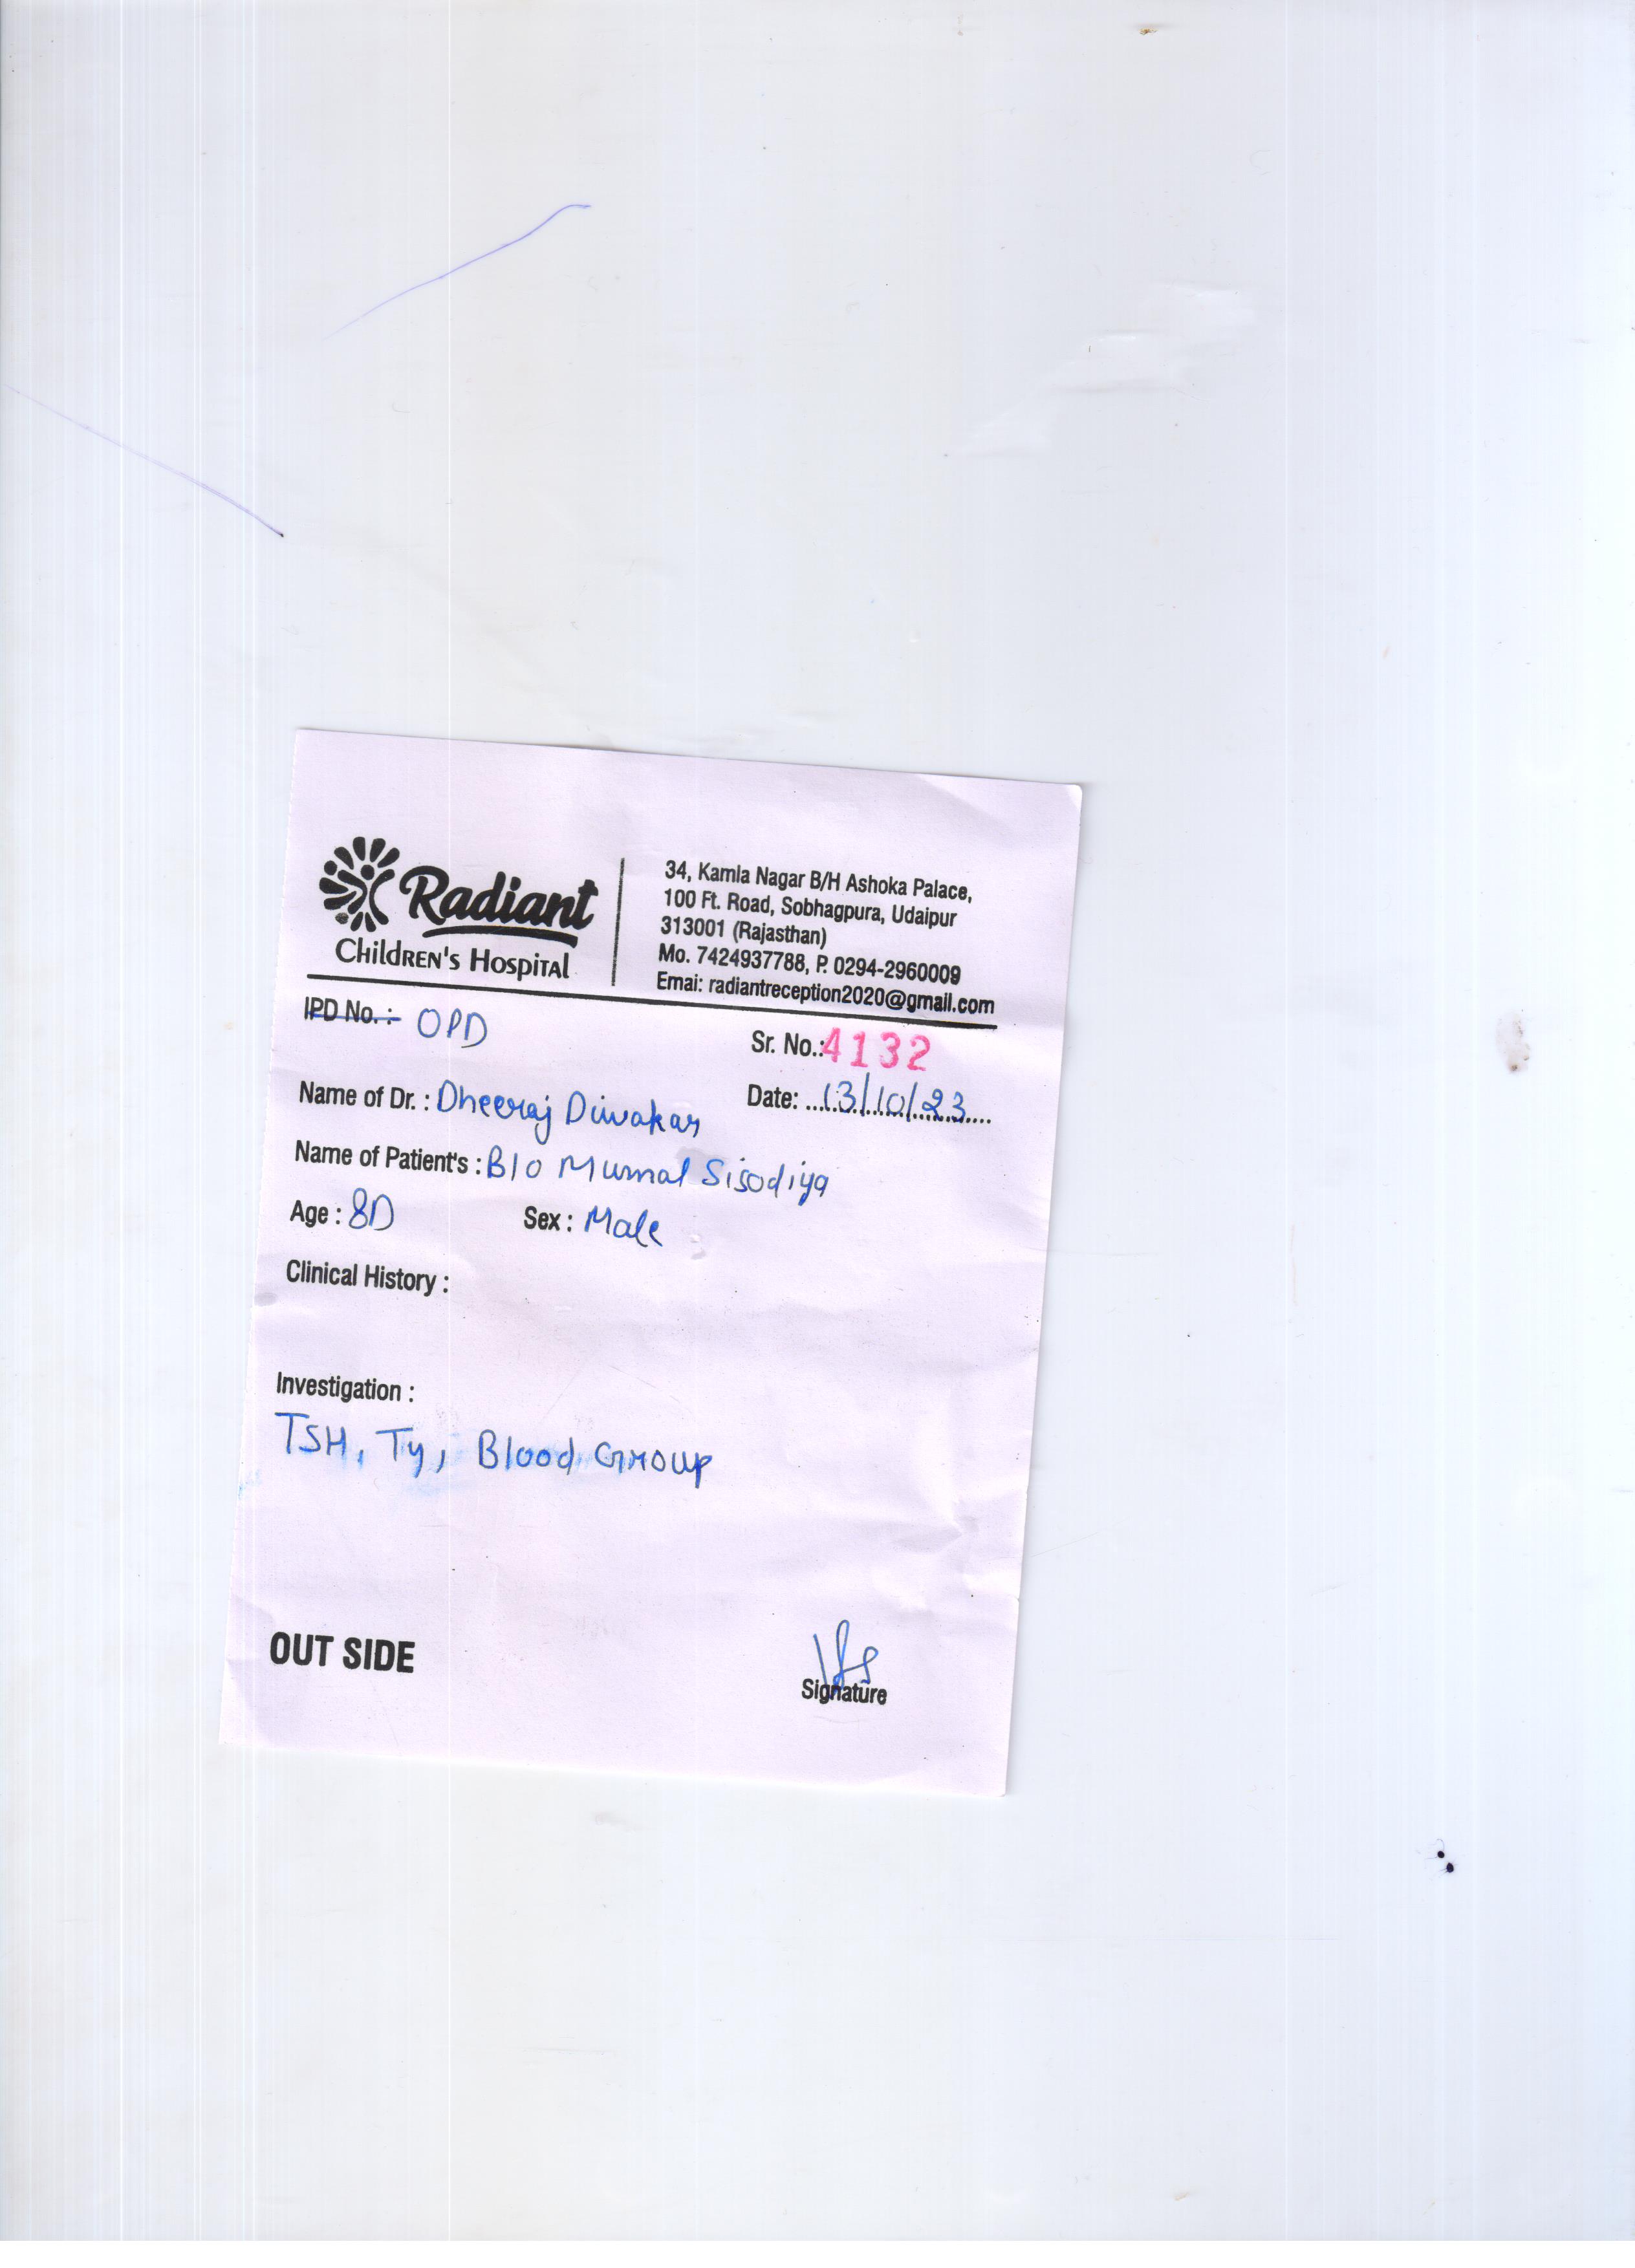 Radiant
Children's Hospital
34, Kamla Nagar B/H Ashoka Palace,
100 Ft. Road, Sobhagpura, Udaipur
313001 (Rajasthan)
Mo. 7424937788, P. 0294-2960009
Emai: radiantreception2020@gmail.com
IPD No. : OPD
Sr. No.: 4132
Name of Dr. : Dheeraj Diwakar
Date: 13/10/23
Name of Patient's : B/o Mumal Sisodiya
Age : 8D Sex : Male
Clinical History :
Investigation :
TSH, Ty, Blood Group
OUT SIDE
Signature